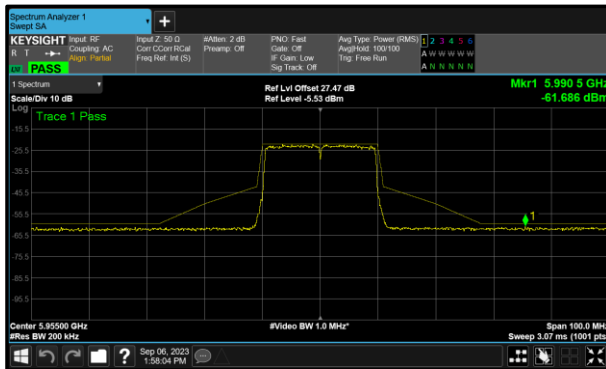 Spectrum Analyzer 1
Swept SA
KEYSIGHT
R T
LXI
PASS
Input: RF
Coupling: AC
Align: Partial
Input Z: 50 Ω
Corr CCorr RCal
Freq Ref: Int (S)
#Atten: 2 dB
Preamp: Off
PNO: Fast
Gate: Off
IF Gain: Low
Sig Track: Off
Avg Type: Power (RMS)
Avg|Hold: 100/100
Trig: Free Run
1 2 3 4 5 6
A W W W W W
A N N N N N
1 Spectrum
Scale/Div 10 dB
Ref Lvl Offset 27.47 dB
Ref Level -5.53 dBm
Mkr1 5.990 5 GHz
-61.686 dBm
Log
Trace 1 Pass
-15.5
-25.5
-35.5
-45.5
-55.5
-65.5
-75.5
-85.5
-95.5
1
Center 5.95500 GHz
#Res BW 200 kHz
#Video BW 1.0 MHz*
Span 100.0 MHz
Sweep 3.07 ms (1001 pts)
?
Sep 06, 2023
1:58:04 PM